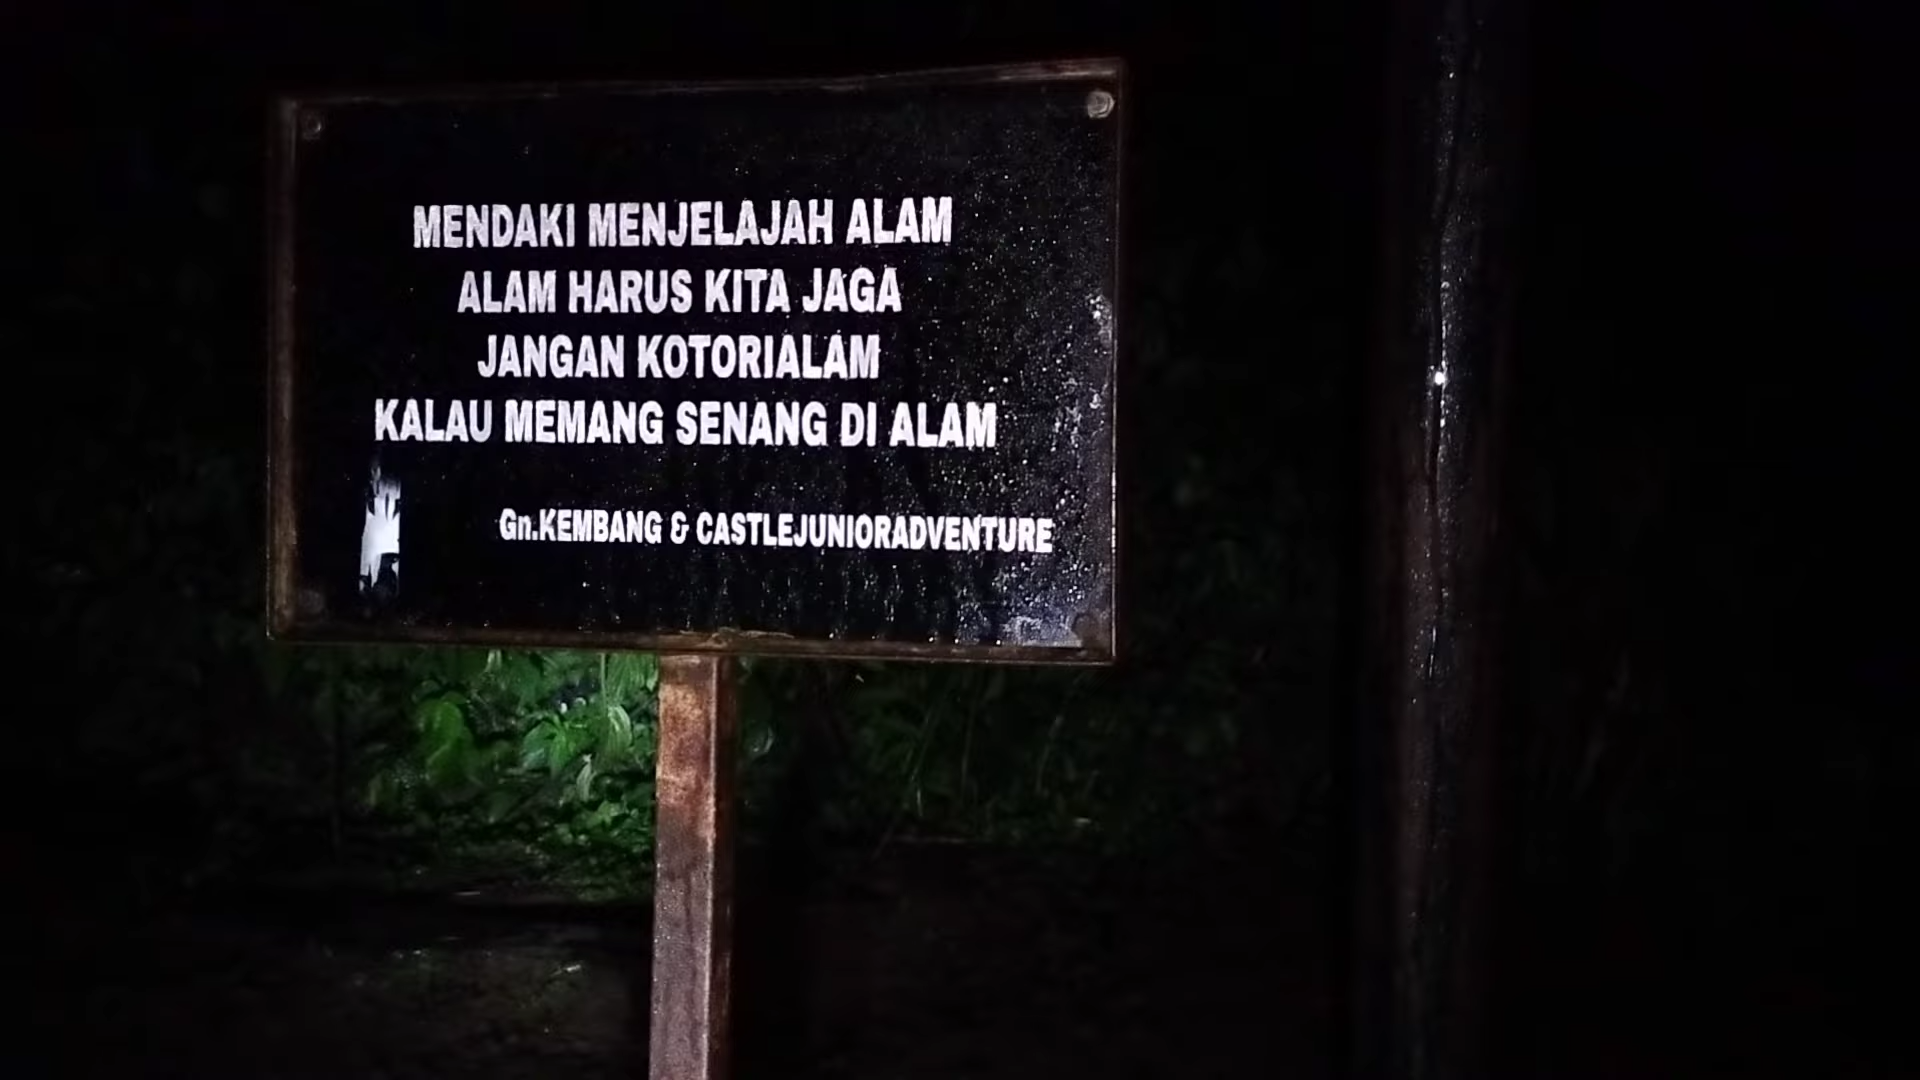 MENDAKI MENJELAJAH ALAM
ALAM HARUS KITA JAGA
JANGAN KOTORIALAM
KALAU MEMANG SENANG DI ALAM
Gn.KEMBANG & CASTLEJUNIORADVENTURE